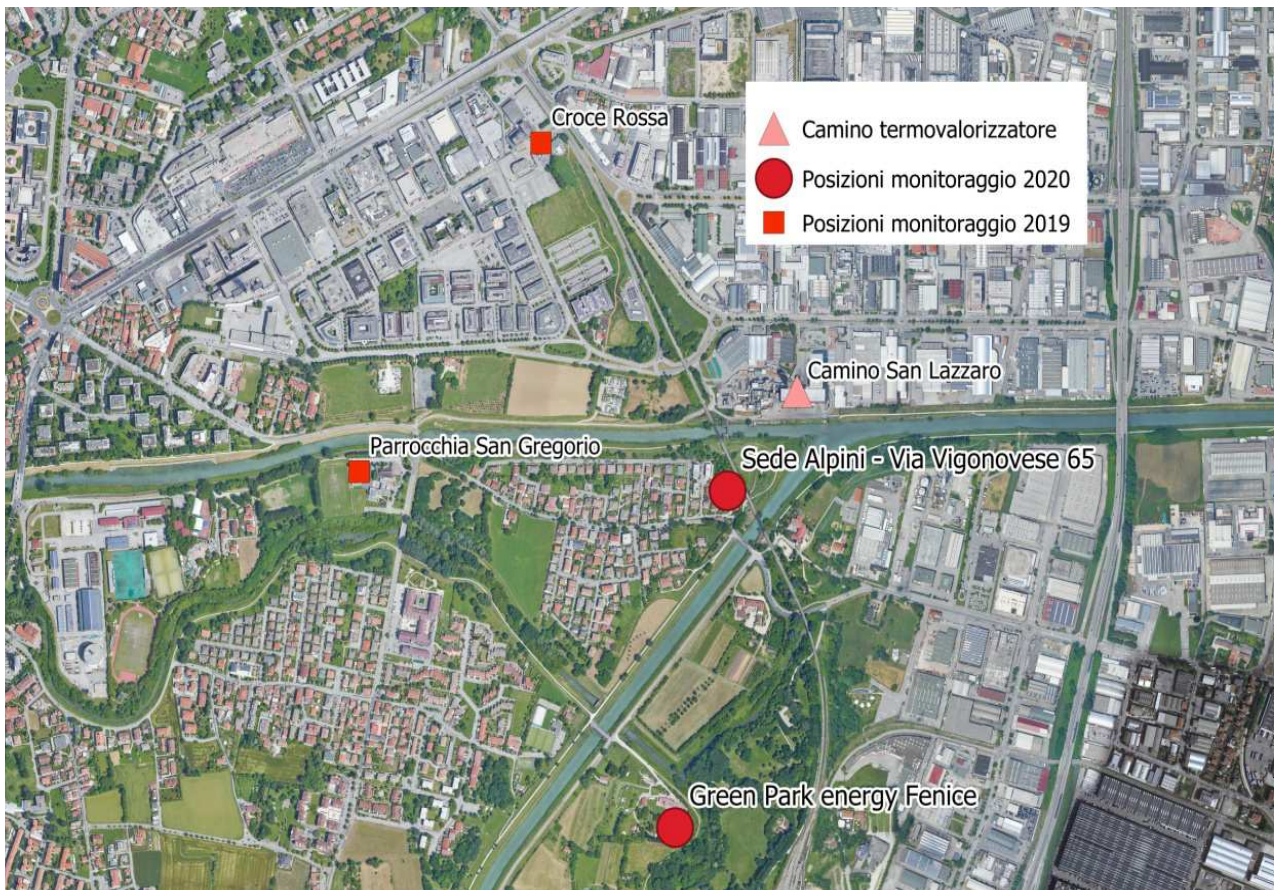 Croce Rossa
Camino termovalorizzatore
Posizioni monitoraggio 2020
Posizioni monitoraggio 2019
Camino San Lazzaro
Parrocchia San Gregorio
Sede Alpini - Via Vigonovese 65
Green Park energy Fenice